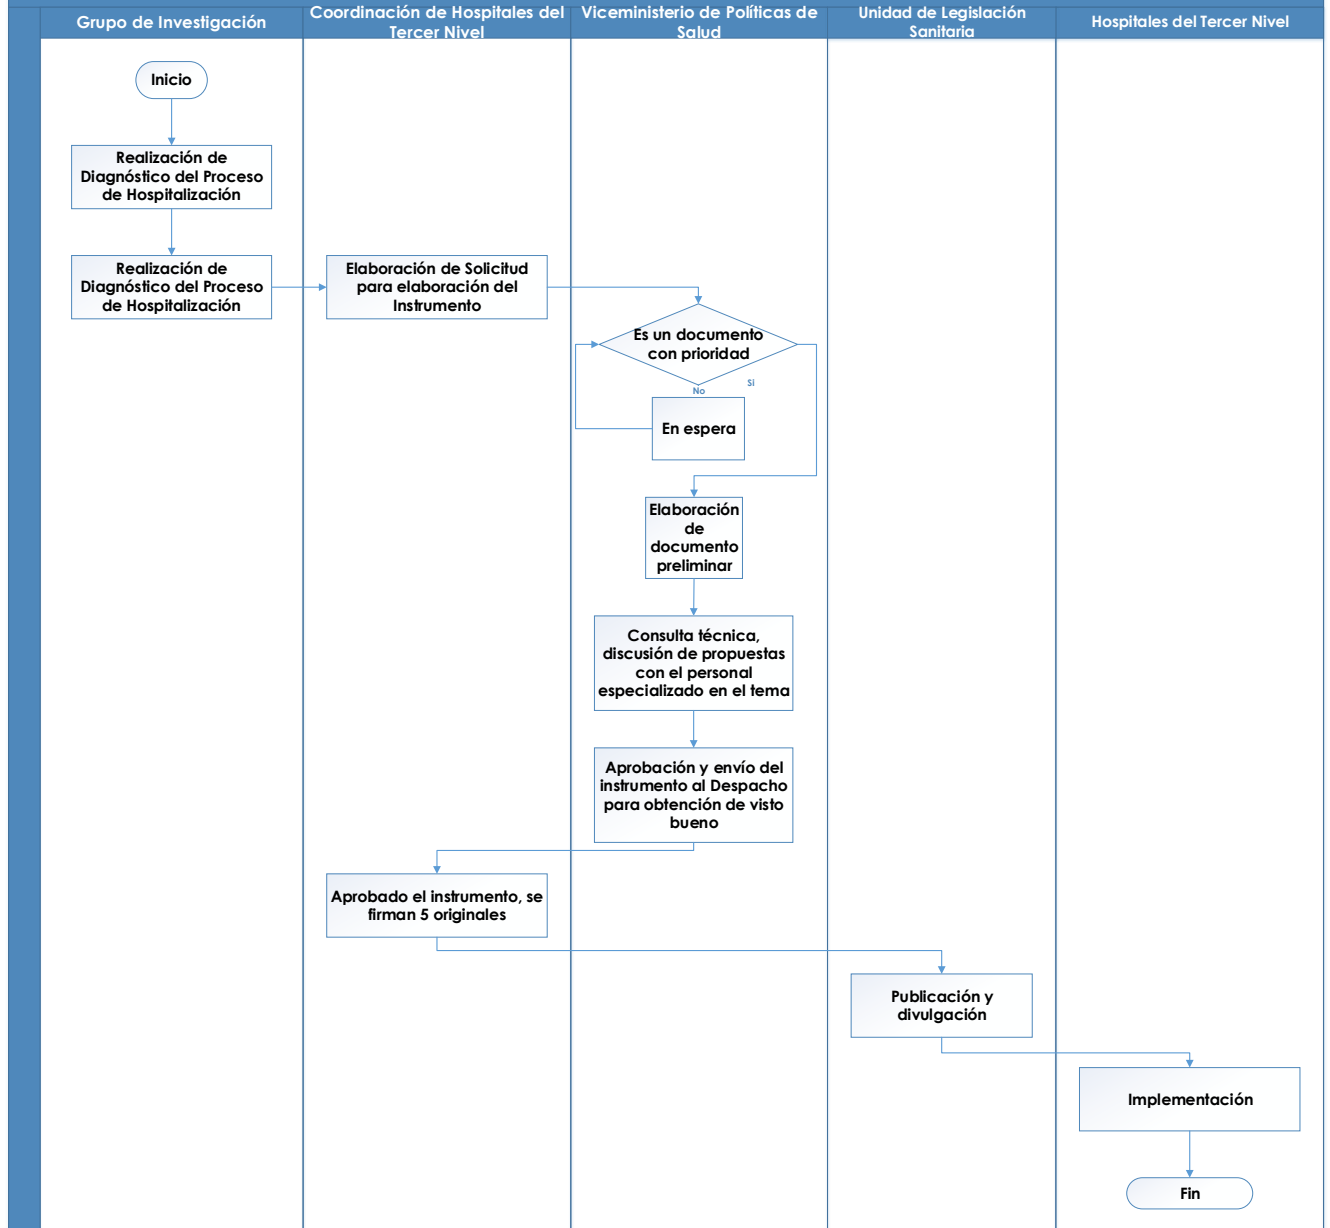 Grupo de Investigación
Coordinación de Hospitales del
Tercer Nivel
Viceministerio de Políticas de
Salud
Unidad de Legislación
Sanitaria
Hospitales del Tercer Nivel
Inicio
Realización de
Diagnóstico del Proceso
de Hospitalización
Realización de
Diagnóstico del Proceso
de Hospitalización
Elaboración de Solicitud
para elaboración del
Instrumento
Es un documento
con prioridad
No
Si
En espera
Elaboración
de
documento
preliminar
Consulta técnica,
discusión de propuestas
con el personal
especializado en el tema
Aprobación y envío del
instrumento al Despacho
para obtención de visto
bueno
Aprobado el instrumento, se
firman 5 originales
Publicación y
divulgación
Implementación
Fin